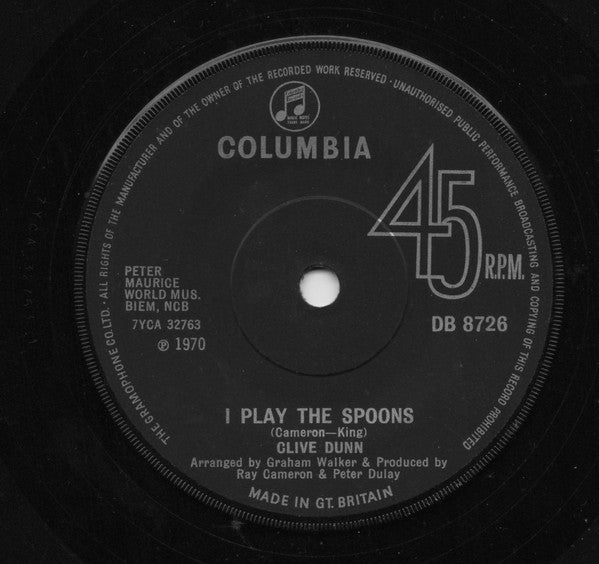 THE GRAMOPHONE CO. LTD. · ALL RIGHTS OF THE MANUFACTURER AND OF THE OWNER OF THE RECORDED WORK RESERVED · UNAUTHORISED PUBLIC PERFORMANCE BROADCASTING AND COPYING OF THIS RECORD PROHIBITED
COLUMBIA
45
R.P.M.
PETER
MAURICE
WORLD MUS.
BIEM, NCB
7YCA 32763
℗ 1970
DB 8726
I PLAY THE SPOONS
(Cameron—King)
CLIVE DUNN
Arranged by Graham Walker & Produced by
Ray Cameron & Peter Dulay
MADE IN GT. BRITAIN